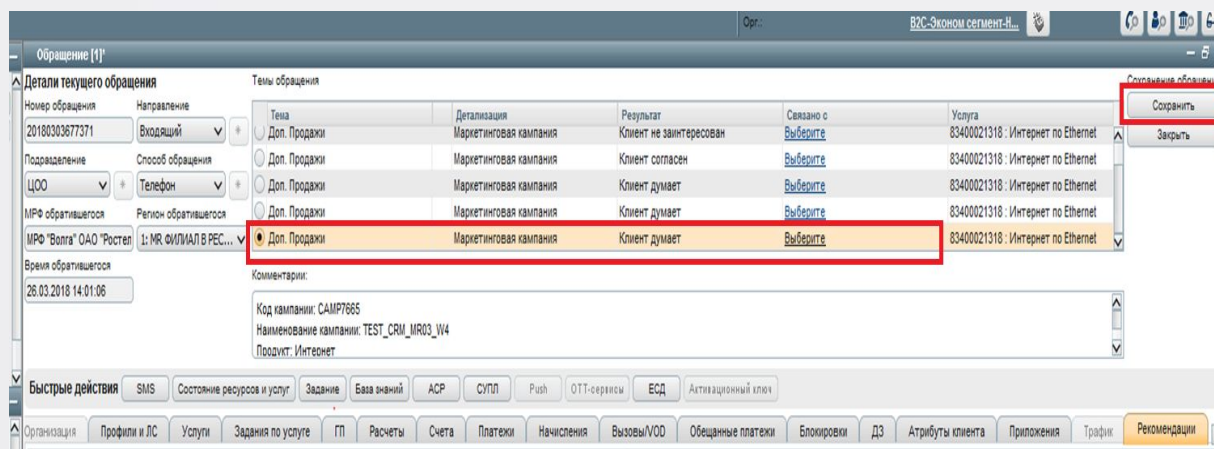 Орг.: В2С-Эконом сегмент-Н...
Обращение [1]'
Детали текущего обращения
Номер обращения Направление
20180303677371 Входящий
Подразделение Способ обращения
ЦОО Телефон
МРФ обратившегося Регион обратившегося
МРФ "Волга" ОАО "Ростел 1: MR ФИЛИАЛ В РЕС...
Время обратившегося
26.03.2018 14:01:06
Темы обращения
Тема Детализация Результат Связано с Услуга
Доп. Продажи Маркетинговая кампания Клиент не заинтересован Выберите 83400021318 : Интернет по Ethernet
Доп. Продажи Маркетинговая кампания Клиент согласен Выберите 83400021318 : Интернет по Ethernet
Доп. Продажи Маркетинговая кампания Клиент думает Выберите 83400021318 : Интернет по Ethernet
Доп. Продажи Маркетинговая кампания Клиент думает Выберите 83400021318 : Интернет по Ethernet
Доп. Продажи Маркетинговая кампания Клиент думает Выберите 83400021318 : Интернет по Ethernet
Комментарии:
Код кампании: CAMP7665
Наименование кампании: TEST_CRM_MR03_W4
Продукт: Интернет
Сохранение обращени
Сохранить
Закрыть
Быстрые действия SMS Состояние ресурсов и услуг Задание База знаний АСР СУПЛ Push ОТТ-сервисы ЕСД Активационный ключ
Организация Профили и ЛС Услуги Задания по услуге ГП Расчеты Счета Платежи Начисления Вызовы/VOD Обещанные платежи Блокировки ДЗ Атрибуты клиента Приложения Трафик Рекомендации